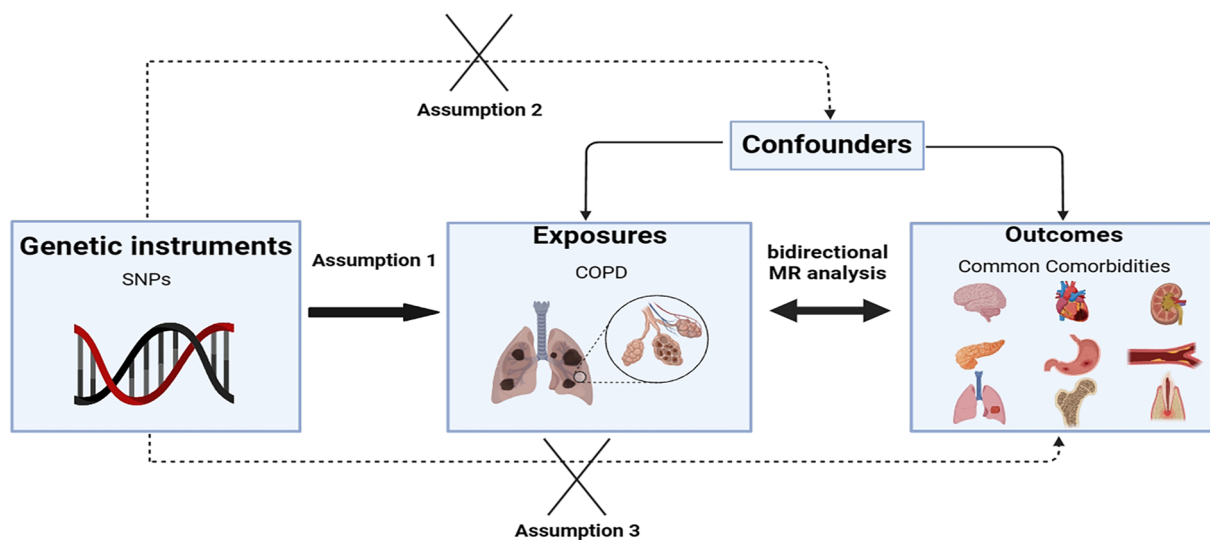 Assumption 2
Confounders
Genetic instruments
SNPs
Assumption 1
Exposures
COPD
bidirectional
MR analysis
Outcomes
Common Comorbidities
Assumption 3